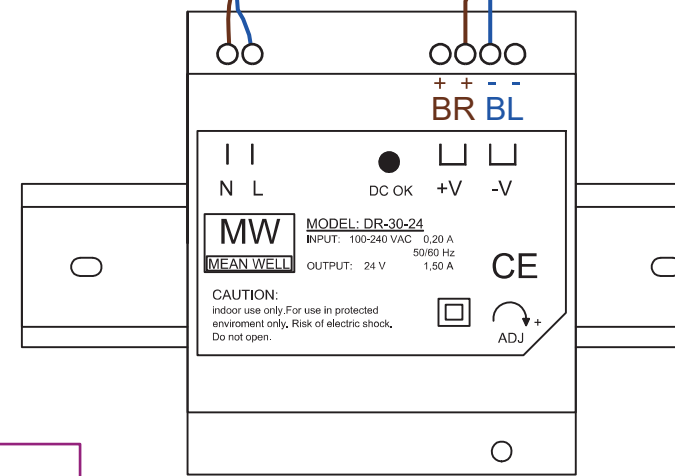 + + - -
BR BL
N L
DC OK +V -V
MW
MEAN WELL
MODEL: DR-30-24
INPUT: 100-240 VAC 0,20 A
50/60 Hz
OUTPUT: 24 V 1,50 A
CE
CAUTION:
indoor use only.For use in protected
enviroment only. Risk of electric shock.
Do not open.
+
ADJ